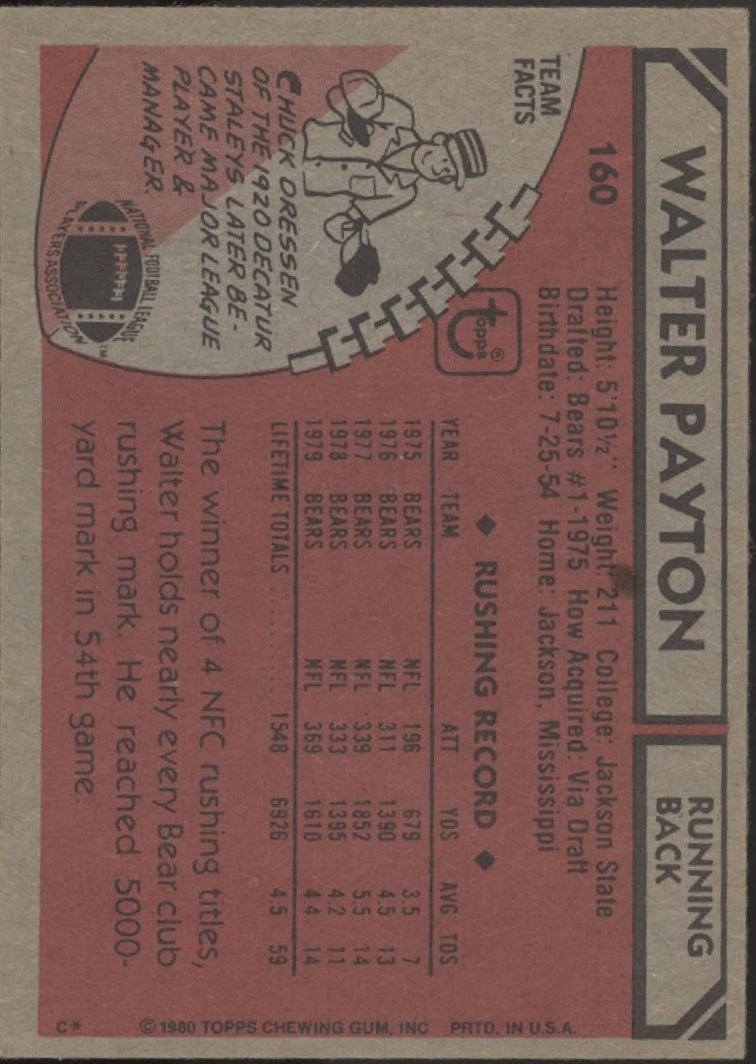 WALTER PAYTON
RUNNING
BACK
160
Height: 5'10½" Weight: 211 College: Jackson State
Drafted: Bears #1-1975 How Acquired: Via Draft
Birthdate: 7-25-54 Home: Jackson, Mississippi
TEAM
FACTS
CHUCK DRESSEN
OF THE 1920 DECATUR
STALEYS LATER BE-
CAME MAJOR LEAGUE
PLAYER &
MANAGER.
topps®
NATIONAL FOOTBALL LEAGUE
PLAYERS ASSOCIATION
™
◆ RUSHING RECORD ◆
YEAR TEAM ATT YDS AVG TDS
1975 BEARS NFL 196 679 3.5 7
1976 BEARS NFL 311 1390 4.5 13
1977 BEARS NFL 339 1852 5.5 14
1978 BEARS NFL 333 1395 4.2 11
1979 BEARS NFL 369 1610 4.4 14
LIFETIME TOTALS . . . . . . . . 1548 6926 4.5 59
The winner of 4 NFC rushing titles,
Walter holds nearly every Bear club
rushing mark. He reached 5000-
yard mark in 54th game.
C* © 1980 TOPPS CHEWING GUM, INC. PRTD. IN U.S.A.